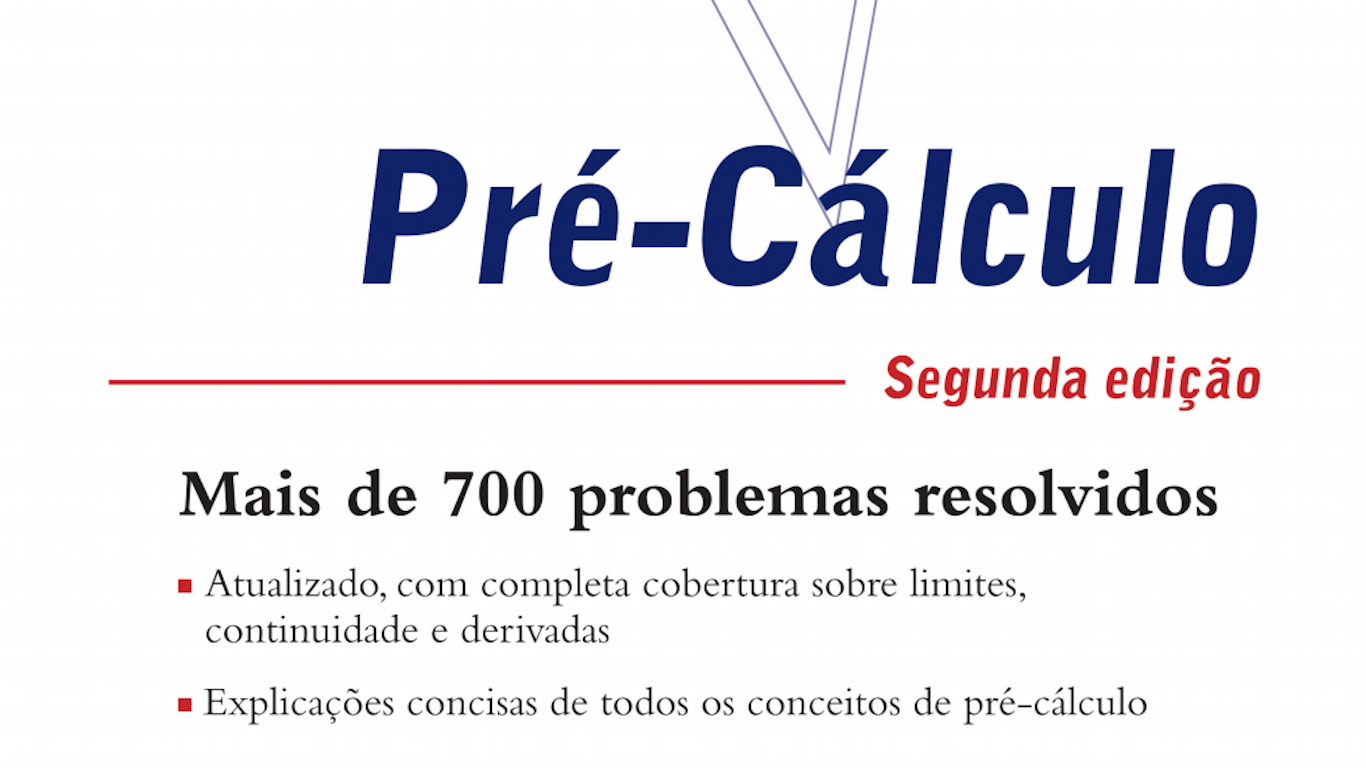 Pré-Cálculo
Segunda edição
Mais de 700 problemas resolvidos
Atualizado, com completa cobertura sobre limites,
continuidade e derivadas
Explicações concisas de todos os conceitos de pré-cálculo